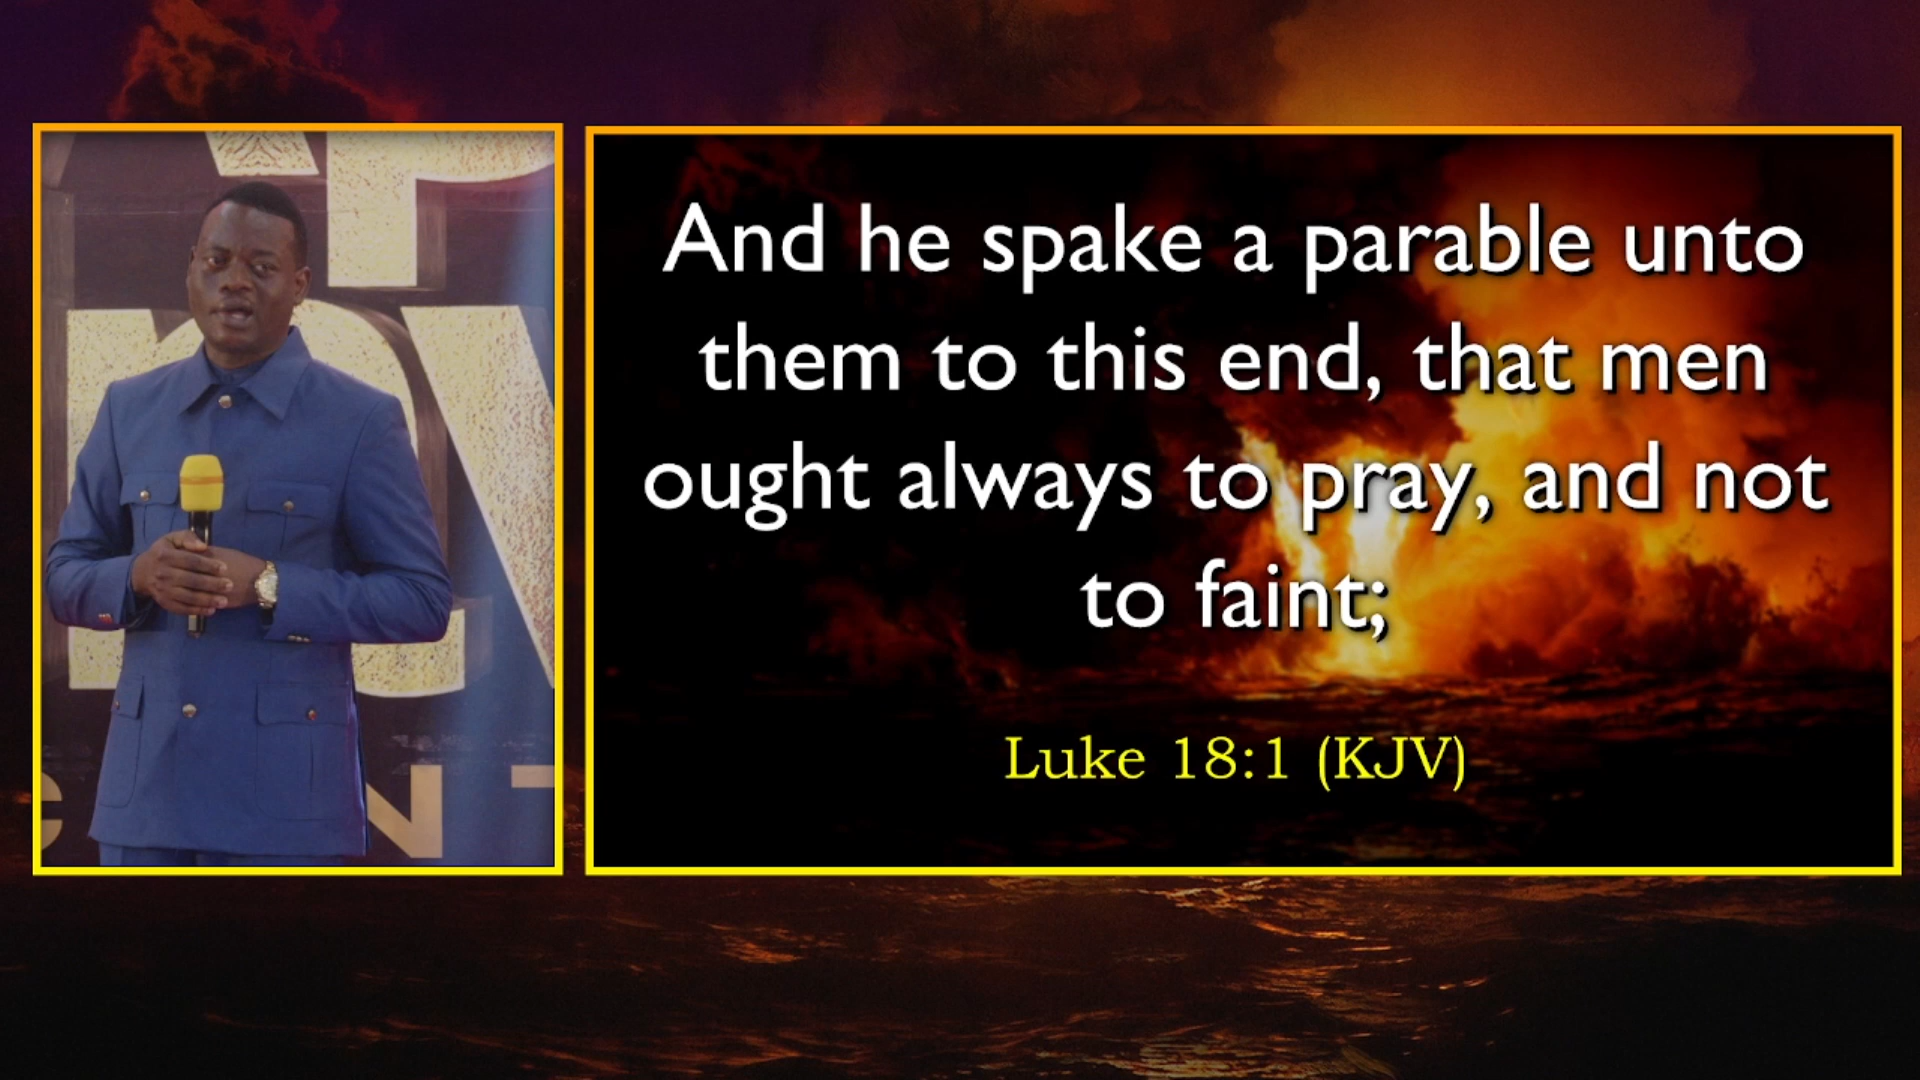 And he spake a parable unto
them to this end, that men
ought always to pray, and not
to faint;
Luke 18:1 (KJV)